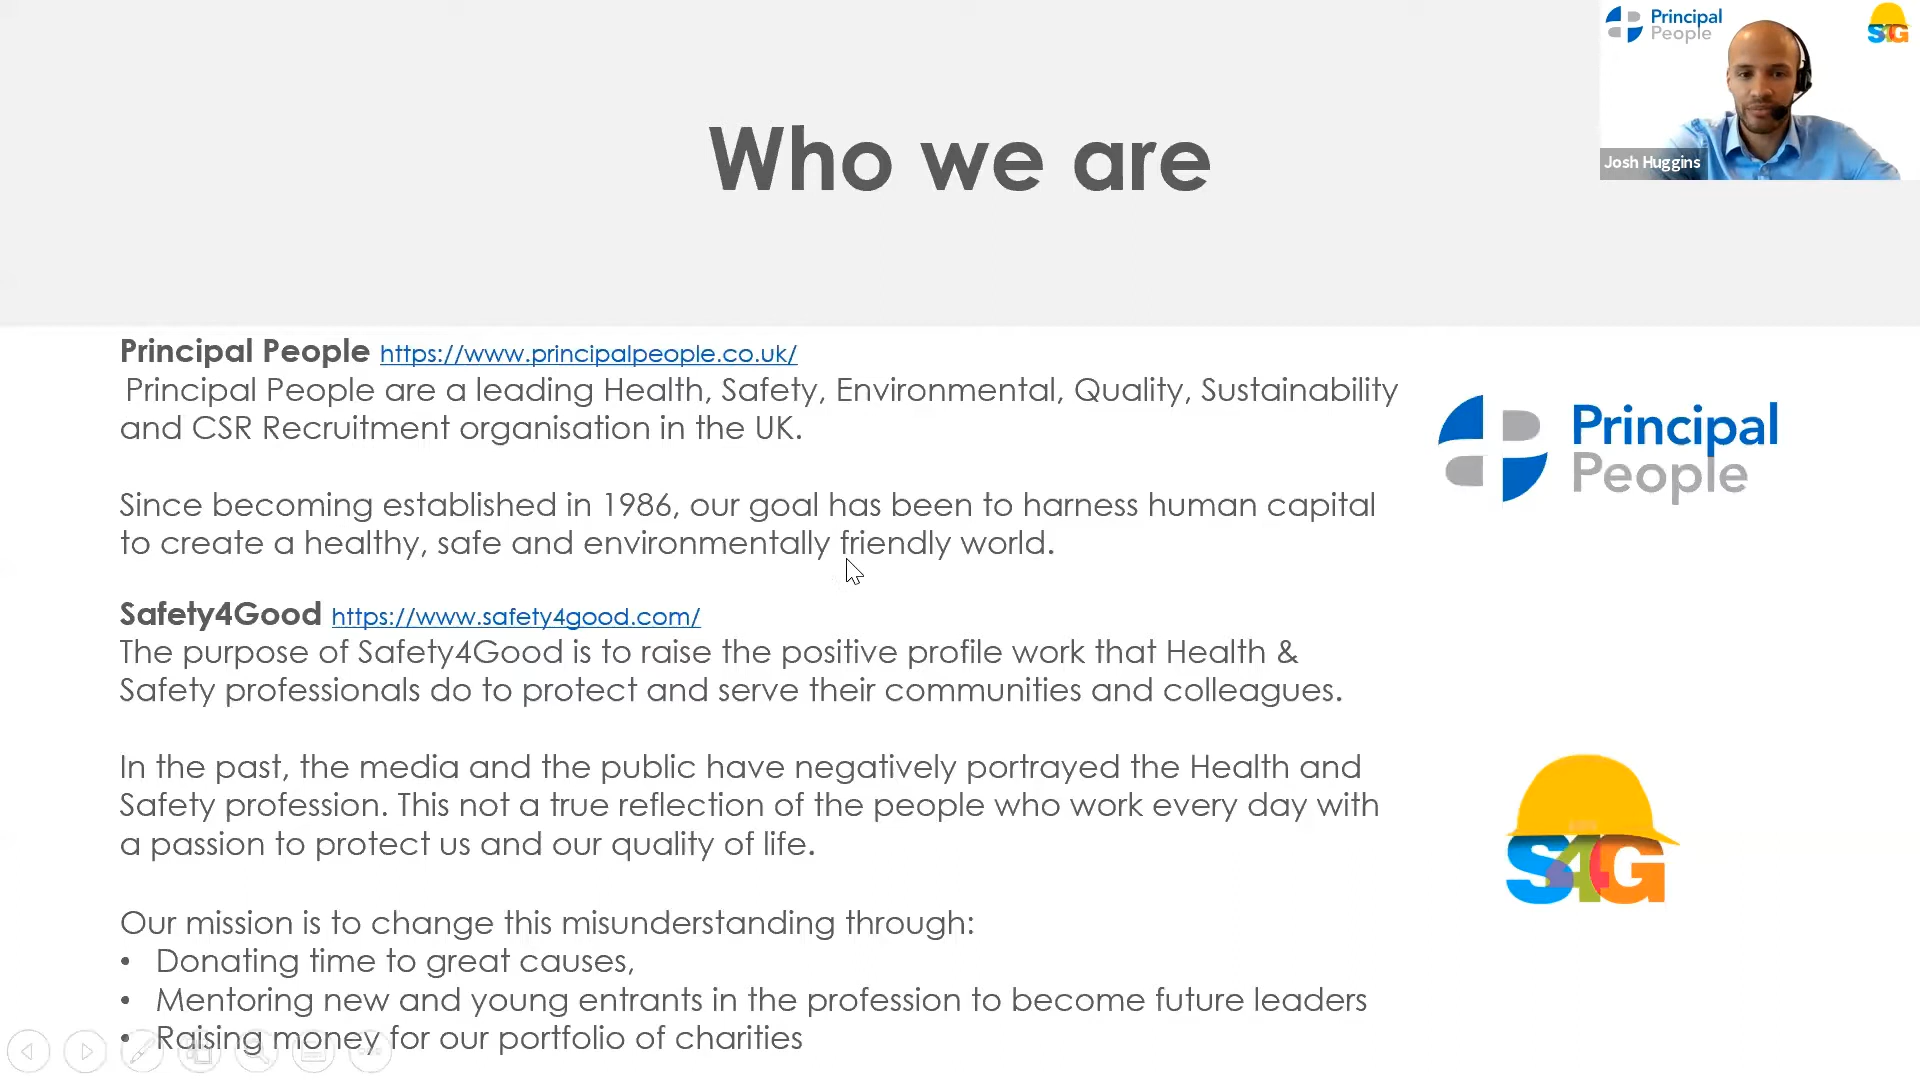 Principal
People
S4G
Josh Huggins
Who we are
Principal People https://www.principalpeople.co.uk/
Principal People are a leading Health, Safety, Environmental, Quality, Sustainability
and CSR Recruitment organisation in the UK.
Since becoming established in 1986, our goal has been to harness human capital
to create a healthy, safe and environmentally friendly world.
Principal
People
Safety4Good https://www.safety4good.com/
The purpose of Safety4Good is to raise the positive profile work that Health &
Safety professionals do to protect and serve their communities and colleagues.
In the past, the media and the public have negatively portrayed the Health and
Safety profession. This not a true reflection of the people who work every day with
a passion to protect us and our quality of life.
S4G
Our mission is to change this misunderstanding through:
• Donating time to great causes,
• Mentoring new and young entrants in the profession to become future leaders
• Raising money for our portfolio of charities